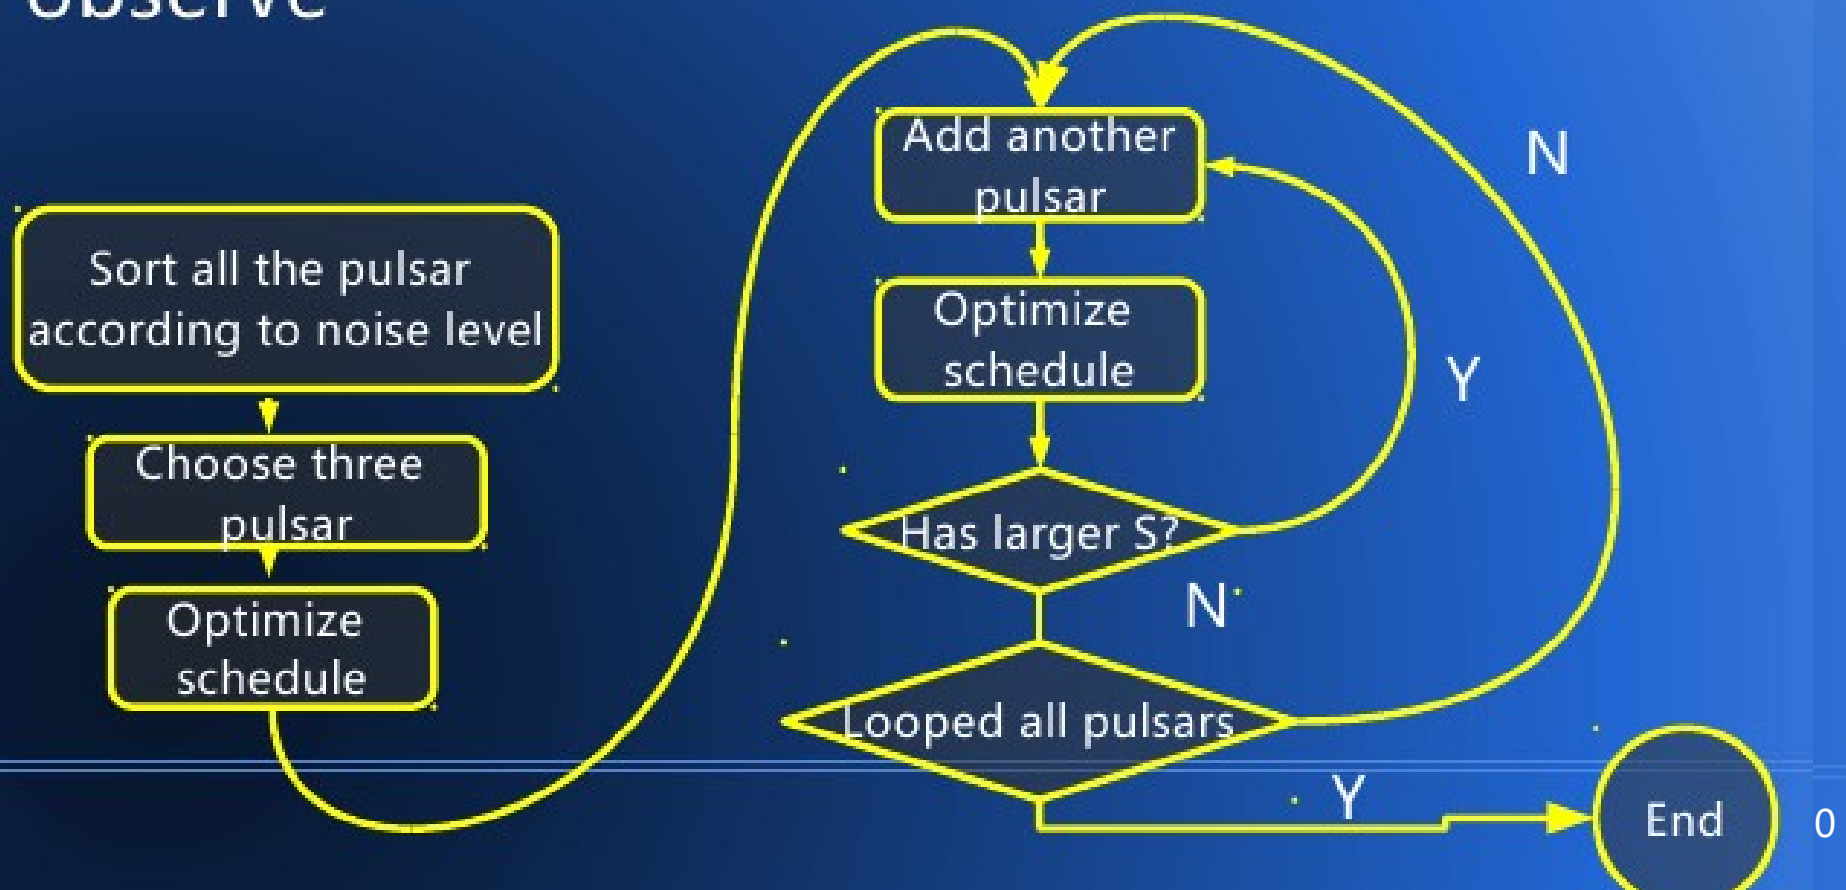 observe
Sort all the pulsar
according to noise level
Choose three
pulsar
Optimize
schedule
Add another
pulsar
Optimize
schedule
Has larger S?
Y
N
Looped all pulsars
N
Y
End
0